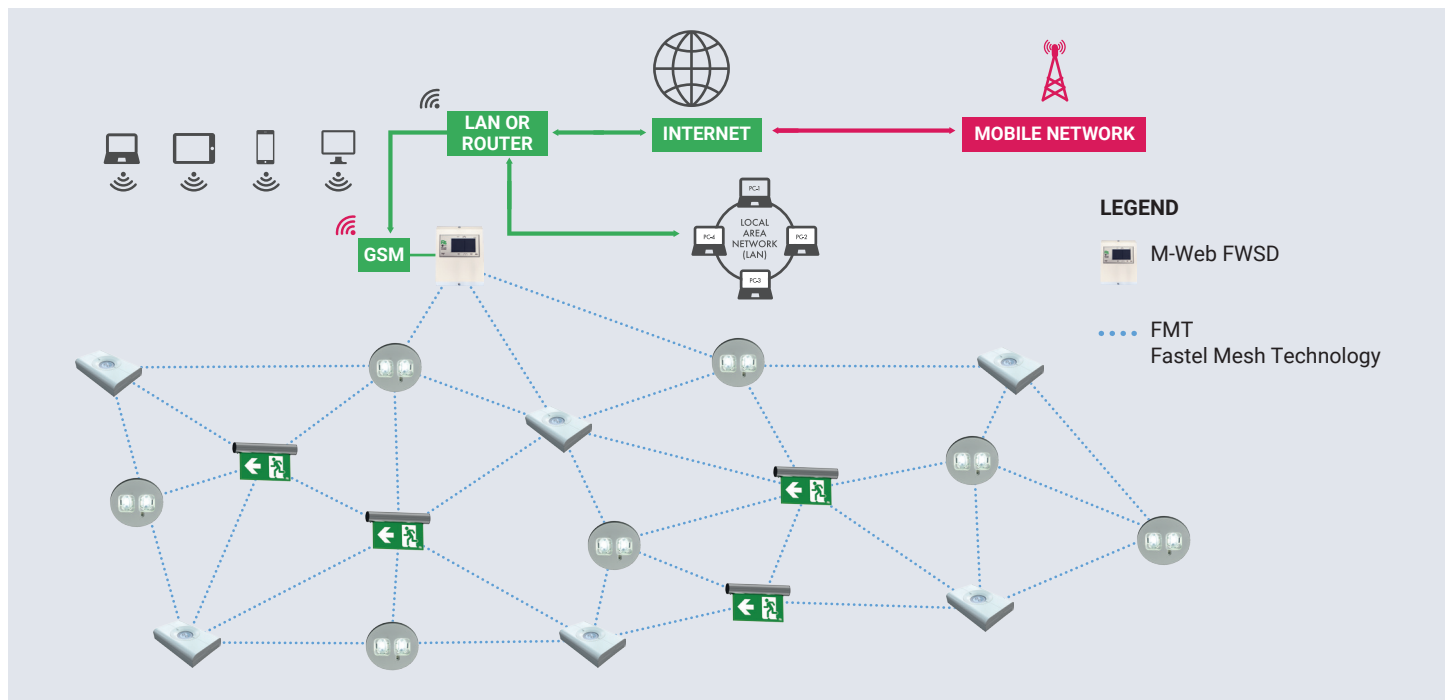 LAN OR
ROUTER
INTERNET
MOBILE NETWORK
GSM
PC-1
PC-4
LOCAL
AREA
NETWORK
(LAN)
PC-2
PC-3
LEGEND
M-Web FWSD
FMT
Fastel Mesh Technology